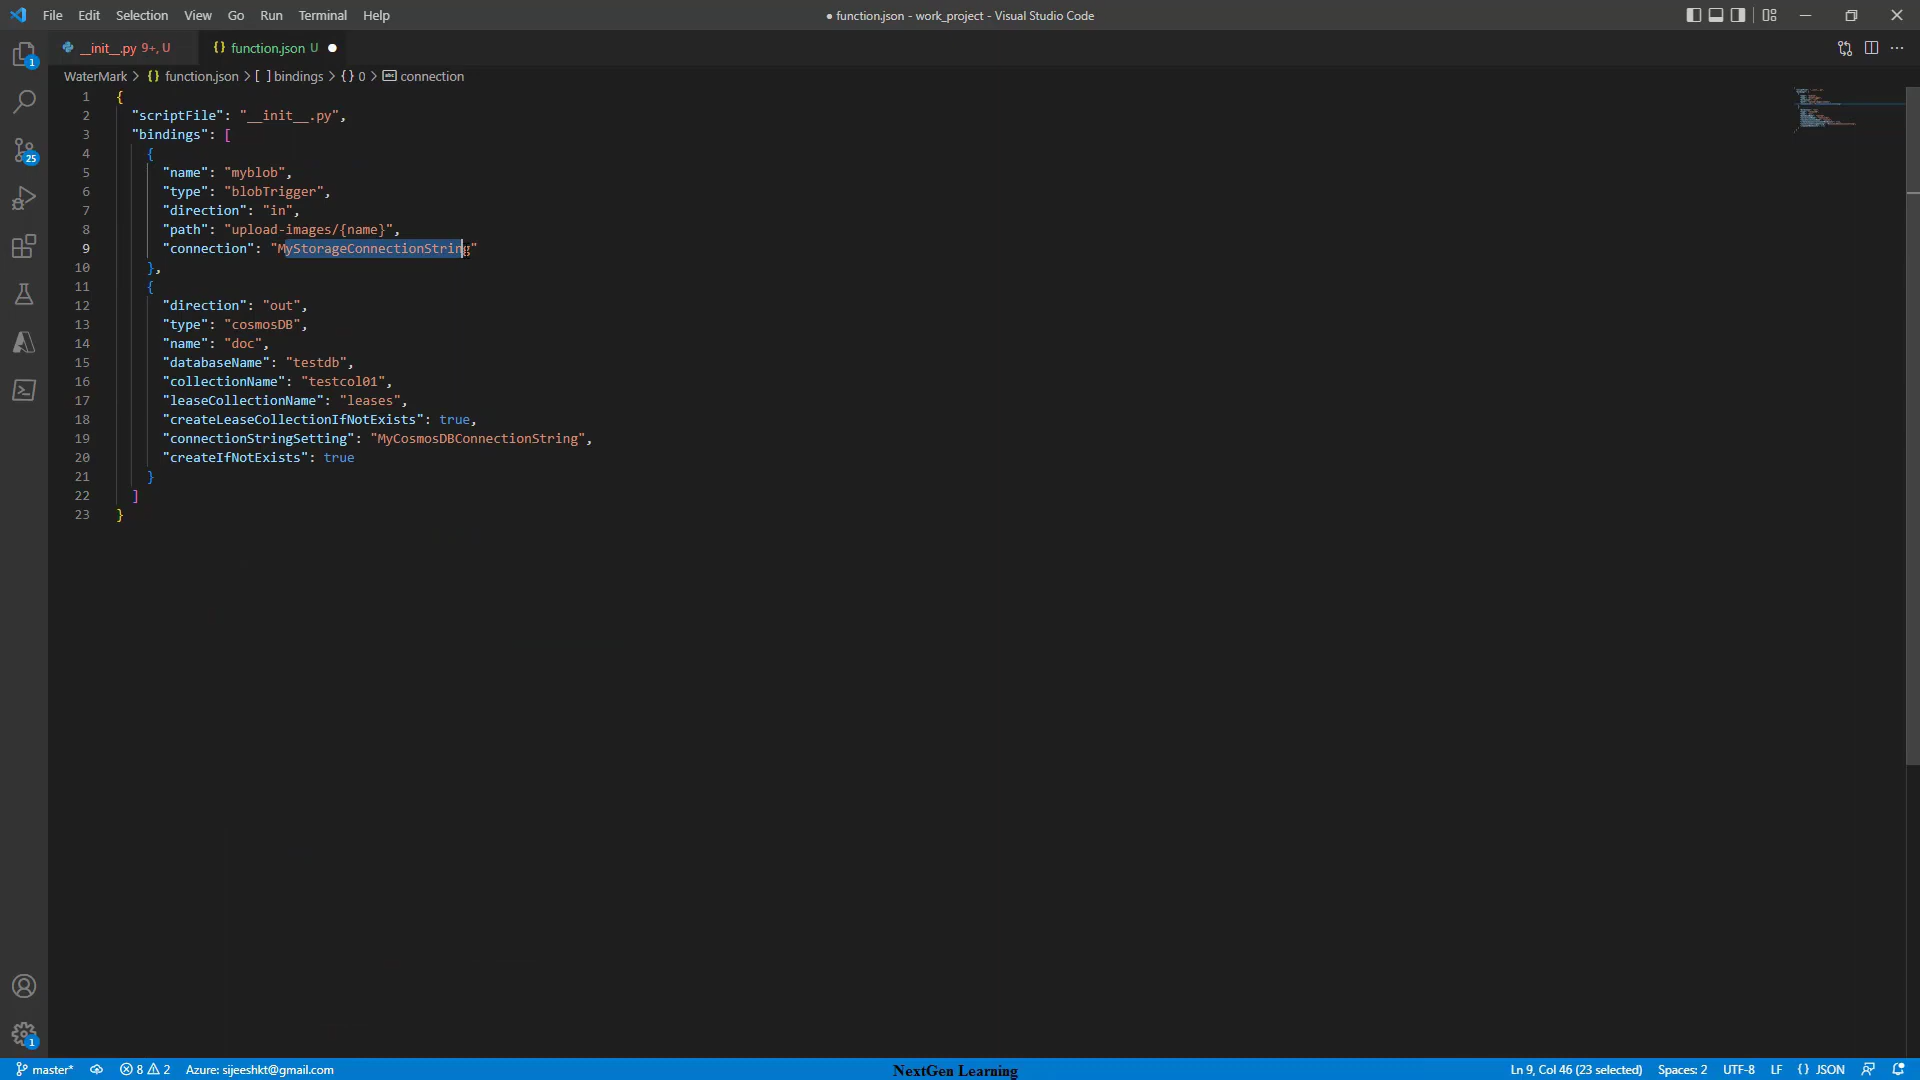 File Edit Selection View Go Run Terminal Help
● function.json - work_project - Visual Studio Code
__init__.py 9+, U
{} function.json U ●
WaterMark > {} function.json > [ ] bindings > {} 0 > connection
1 {
2 "scriptFile": "__init__.py",
3 "bindings": [
4 {
5 "name": "myblob",
6 "type": "blobTrigger",
7 "direction": "in",
8 "path": "upload-images/{name}",
9 "connection": "MyStorageConnectionString"
10 },
11 {
12 "direction": "out",
13 "type": "cosmosDB",
14 "name": "doc",
15 "databaseName": "testdb",
16 "collectionName": "testcol01",
17 "leaseCollectionName": "leases",
18 "createLeaseCollectionIfNotExists": true,
19 "connectionStringSetting": "MyCosmosDBConnectionString",
20 "createIfNotExists": true
21 }
22 ]
23 }
1
25
1
master* 8 2 Azure: sijeeshkt@gmail.com NextGen Learning Ln 9, Col 46 (23 selected) Spaces: 2 UTF-8 LF {} JSON